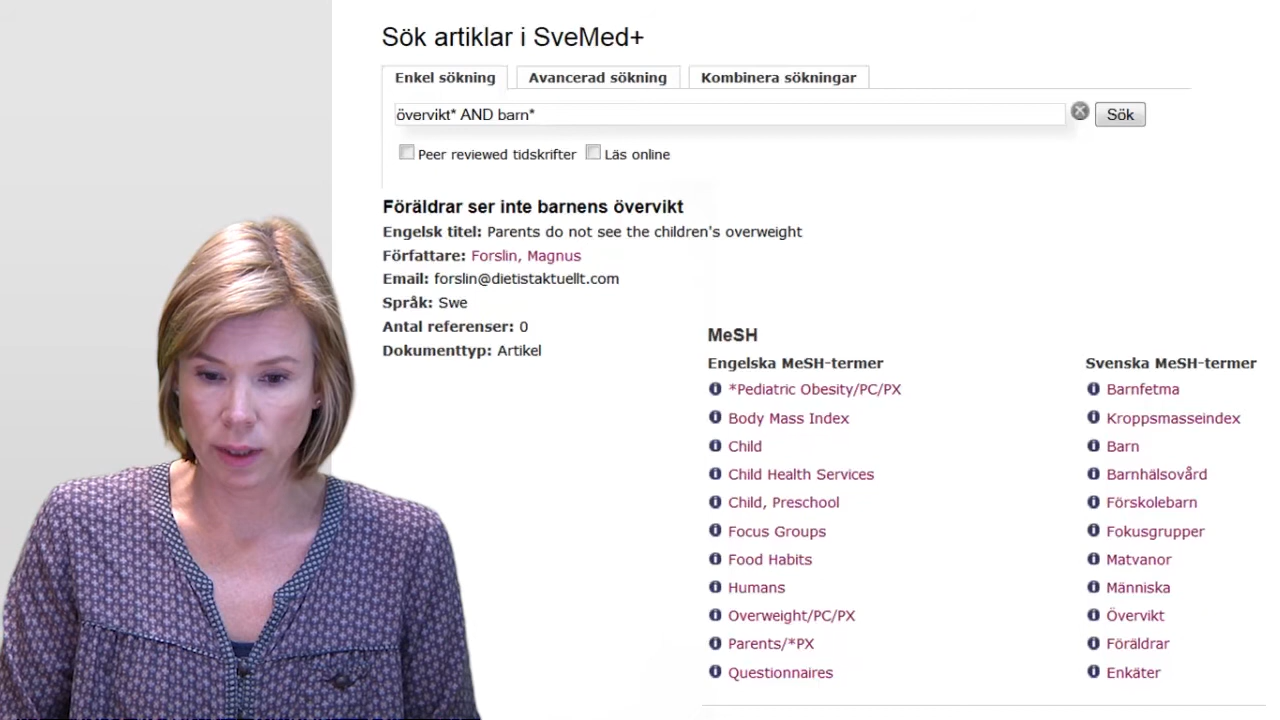 Sök artiklar i SveMed+
Enkel sökning Avancerad sökning Kombinera sökningar
övervikt* AND barn* Sök
Peer reviewed tidskrifter Läs online
Föräldrar ser inte barnens övervikt
Engelsk titel: Parents do not see the children's overweight
Författare: Forslin, Magnus
Email: forslin@dietistaktuellt.com
Språk: Swe
Antal referenser: 0
Dokumenttyp: Artikel
MeSH
Engelska MeSH-termer Svenska MeSH-termer
*Pediatric Obesity/PC/PX Barnfetma
Body Mass Index Kroppsmasseindex
Child Barn
Child Health Services Barnhälsovård
Child, Preschool Förskolebarn
Focus Groups Fokusgrupper
Food Habits Matvanor
Humans Människa
Overweight/PC/PX Övervikt
Parents/*PX Föräldrar
Questionnaires Enkäter